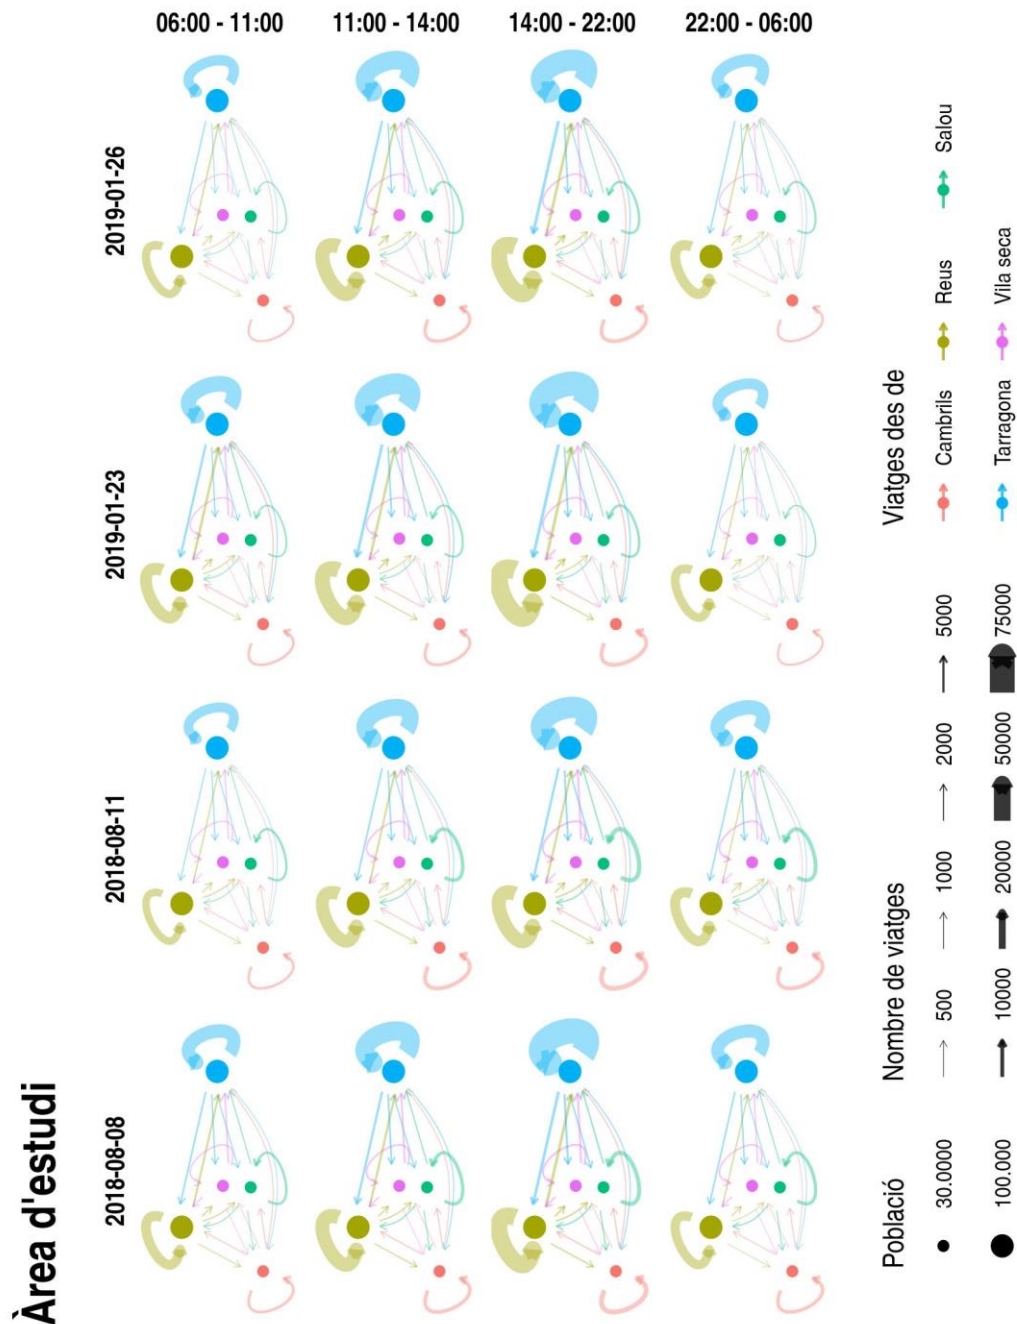 Àrea d'estudi
2018-08-08 2018-08-11 2019-01-23 2019-01-26
06:00 - 11:00
11:00 - 14:00
14:00 - 22:00
22:00 - 06:00
Població
30.0000
100.000
Nombre de viatges
500 1000 2000 5000
10000 20000 50000 75000
Viatges des de
Cambrils Reus Salou
Tarragona Vila seca